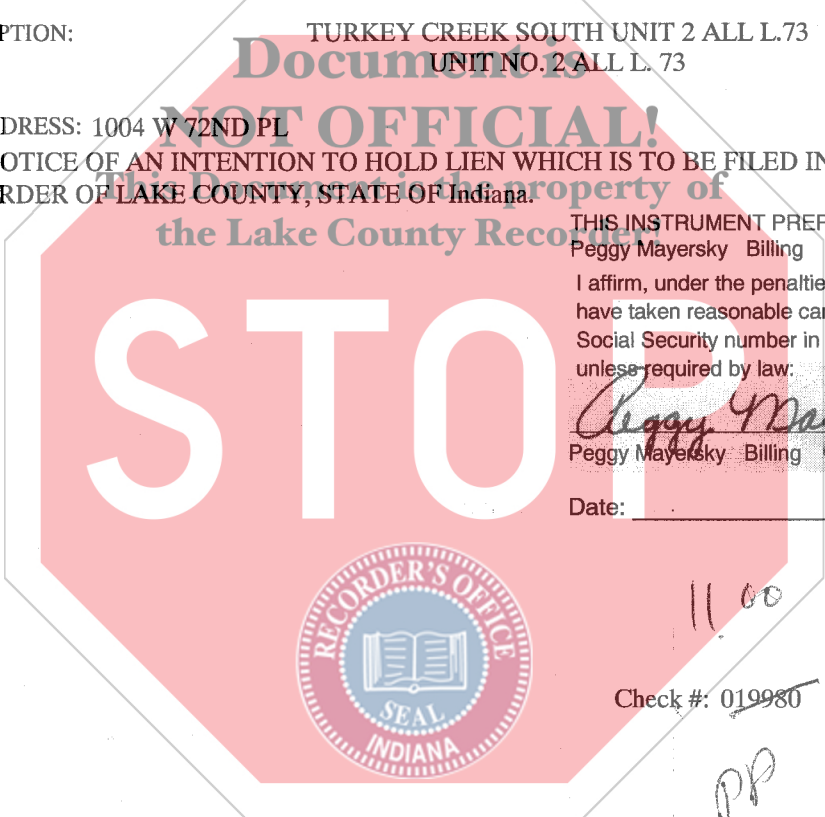 PTION: TURKEY CREEK SOUTH UNIT 2 ALL L.73
UNIT NO. 2 ALL L. 73
Document is
NOT OFFICIAL!
This Document is the property of
the Lake County Recorder!
DRESS: 1004 W 72ND PL
OTICE OF AN INTENTION TO HOLD LIEN WHICH IS TO BE FILED IN
RDER OF LAKE COUNTY, STATE OF Indiana.
THIS INSTRUMENT PREP
Peggy Mayersky Billing
I affirm, under the penaltie
have taken reasonable car
Social Security number in
unless required by law:
Peggy Ma
Peggy Mayersky Billing
Date:
STOP
RECORDER'S OFFICE
SEAL
INDIANA
11.00
Check #: 019980
PP